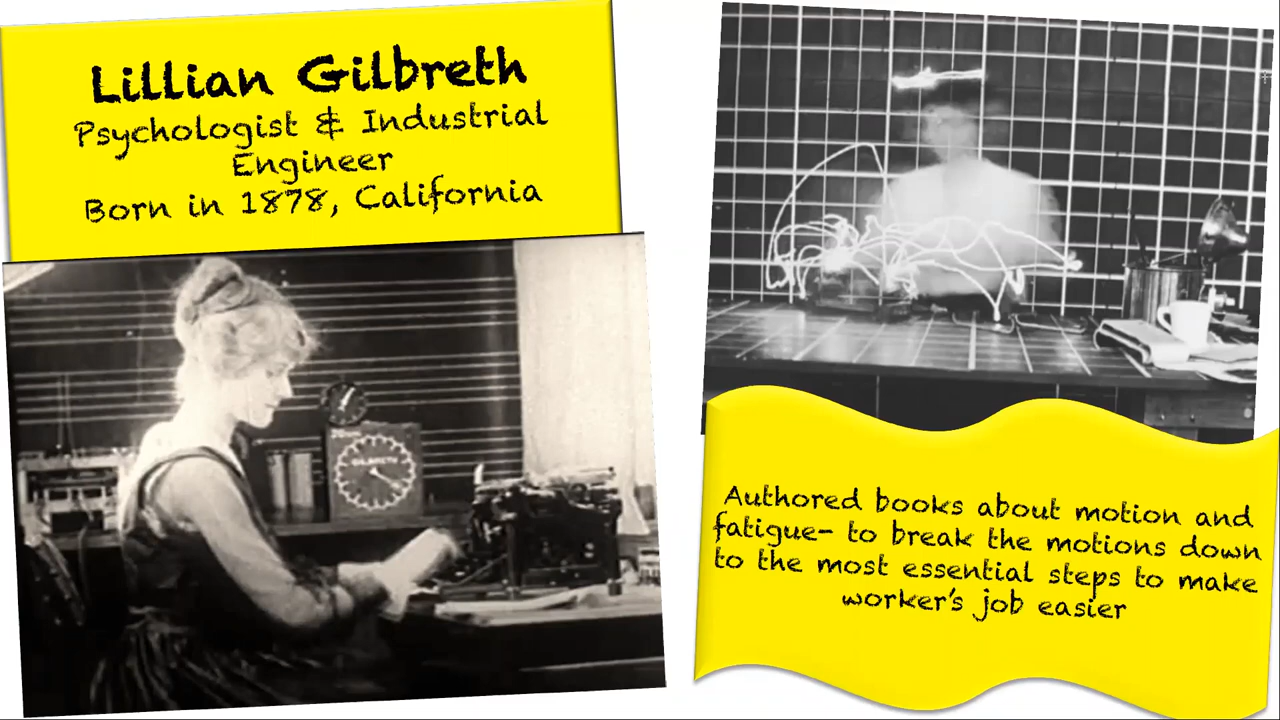 Lillian Gilbreth
Psychologist & Industrial
Engineer
Born in 1878, California
GILBRETH
Authored books about motion and
fatigue- to break the motions down
to the most essential steps to make
worker's job easier